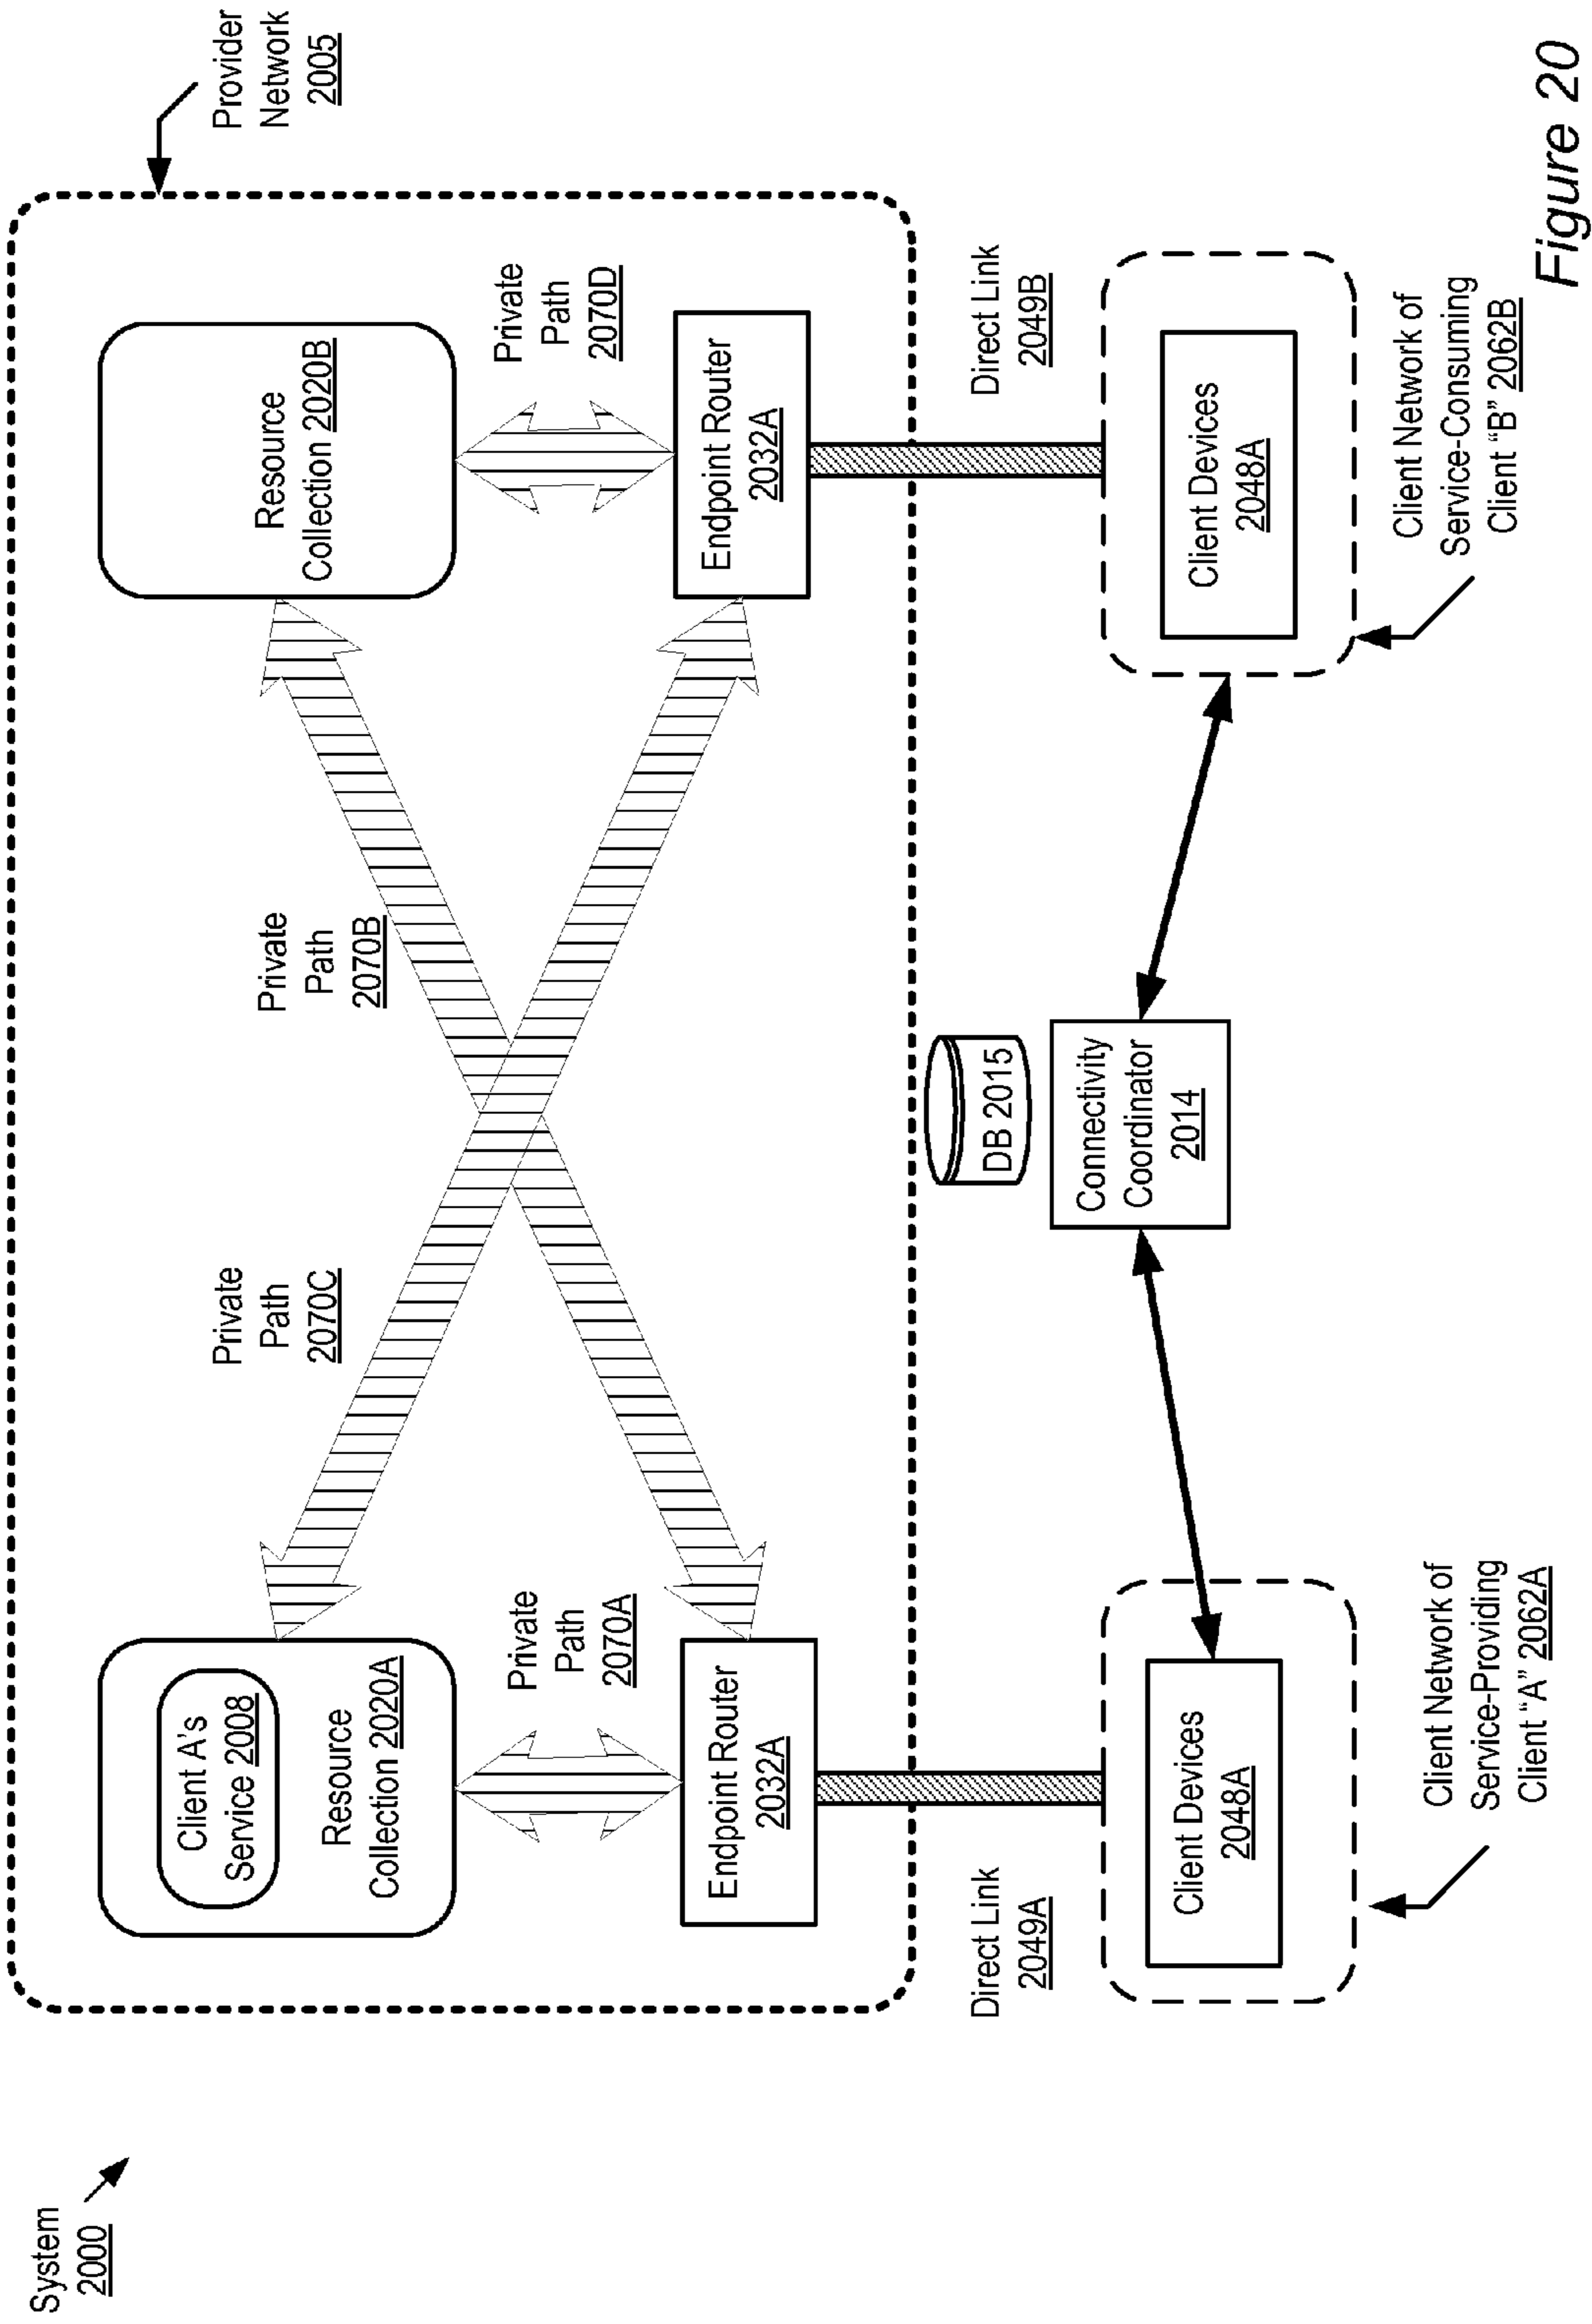 System
2000
Provider
Network
2005
Client A's
Service 2008
Resource
Collection 2020A
Private
Path
2070C
Private
Path
2070B
Resource
Collection 2020B
Private
Path
2070A
Private
Path
2070D
Endpoint Router
2032A
Endpoint Router
2032A
Direct Link
2049A
DB 2015
Direct Link
2049B
Connectivity
Coordinator
2014
Client Devices
2048A
Client Devices
2048A
Client Network of
Service-Providing
Client “A” 2062A
Client Network of
Service-Consuming
Client “B” 2062B
Figure 20